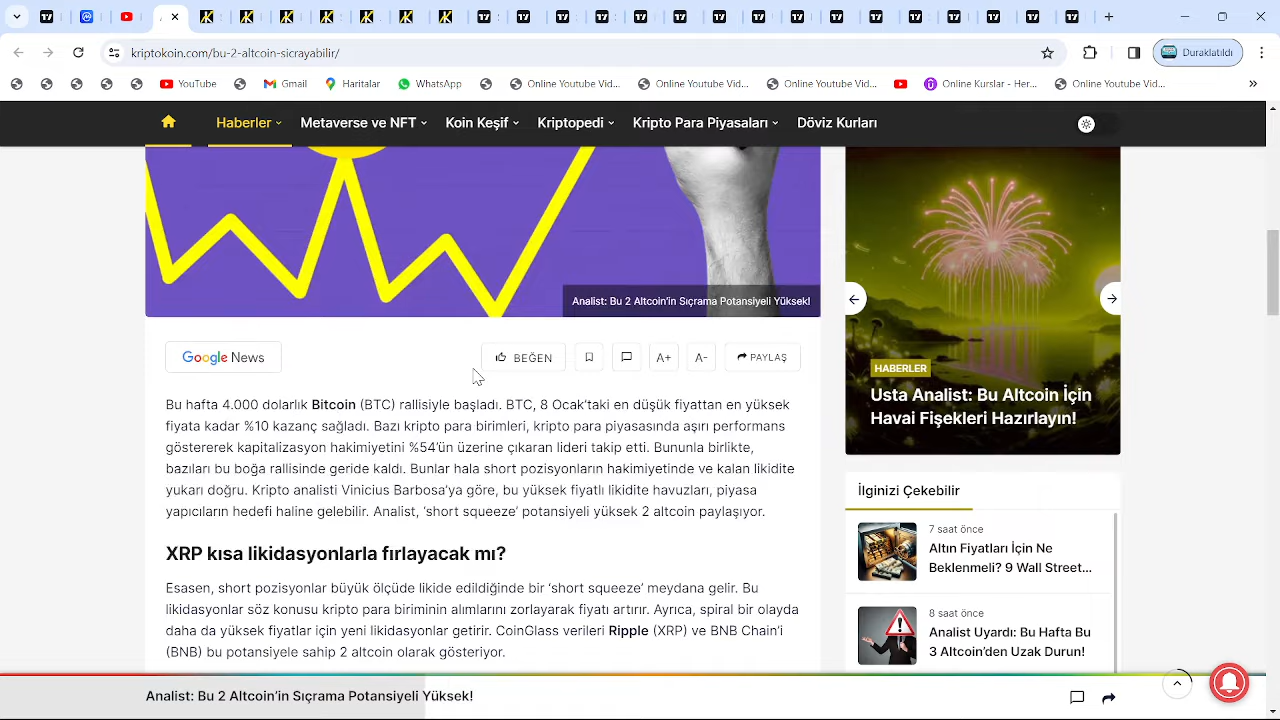 Duraklatıldı
kriptokoin.com/bu-2-altcoin-sicrayabilir/
YouTube
Gmail
Haritalar
WhatsApp
Online Youtube Vid...
Online Youtube Vid...
Online Youtube Vid...
Online Kurslar - Her...
Online Youtube Vid...
Haberler
Metaverse ve NFT
Koin Keşif
Kriptopedi
Kripto Para Piyasaları
Döviz Kurları
Analist: Bu 2 Altcoin’in Sıçrama Potansiyeli Yüksek!
Google News
BEĞEN
A+
A-
PAYLAŞ
Bu hafta 4.000 dolarlık Bitcoin (BTC) rallisiyle başladı. BTC, 8 Ocak’taki en düşük fiyattan en yüksek
fiyata kadar %10 kazanç sağladı. Bazı kripto para birimleri, kripto para piyasasında aşırı performans
göstererek kapitalizasyon hakimiyetini %54’ün üzerine çıkaran lideri takip etti. Bununla birlikte,
bazıları bu boğa rallisinde geride kaldı. Bunlar hala short pozisyonların hakimiyetinde ve kalan likidite
yukarı doğru. Kripto analisti Vinicius Barbosa’ya göre, bu yüksek fiyatlı likidite havuzları, piyasa
yapıcıların hedefi haline gelebilir. Analist, ‘short squeeze’ potansiyeli yüksek 2 altcoin paylaşıyor.
XRP kısa likidasyonlarla fırlayacak mı?
Esasen, short pozisyonlar büyük ölçüde likide edildiğinde bir ‘short squeeze’ meydana gelir. Bu
likidasyonlar söz konusu kripto para biriminin alımlarını zorlayarak fiyatı artırır. Ayrıca, spiral bir olayda
daha da yüksek fiyatlar için yeni likidasyonlar getirir. CoinGlass verileri Ripple (XRP) ve BNB Chain’i
(BNB) bu potansiyele sahip 2 altcoin olarak gösteriyor.
HABERLER
Usta Analist: Bu Altcoin İçin
Havai Fişekleri Hazırlayın!
İlginizi Çekebilir
7 saat önce
Altın Fiyatları İçin Ne
Beklenmeli? 9 Wall Street...
8 saat önce
Analist Uyardı: Bu Hafta Bu
3 Altcoin’den Uzak Durun!
Analist: Bu 2 Altcoin’in Sıçrama Potansiyeli Yüksek!